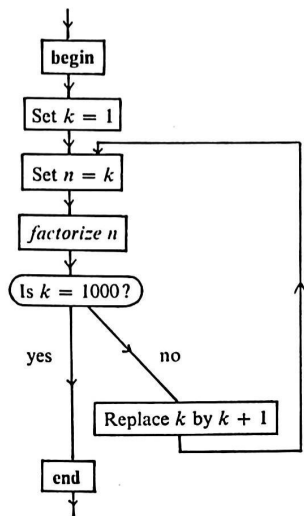 begin
Set k = 1
Set n = k
factorize n
Is k = 1000?
yes
no
Replace k by k + 1
end